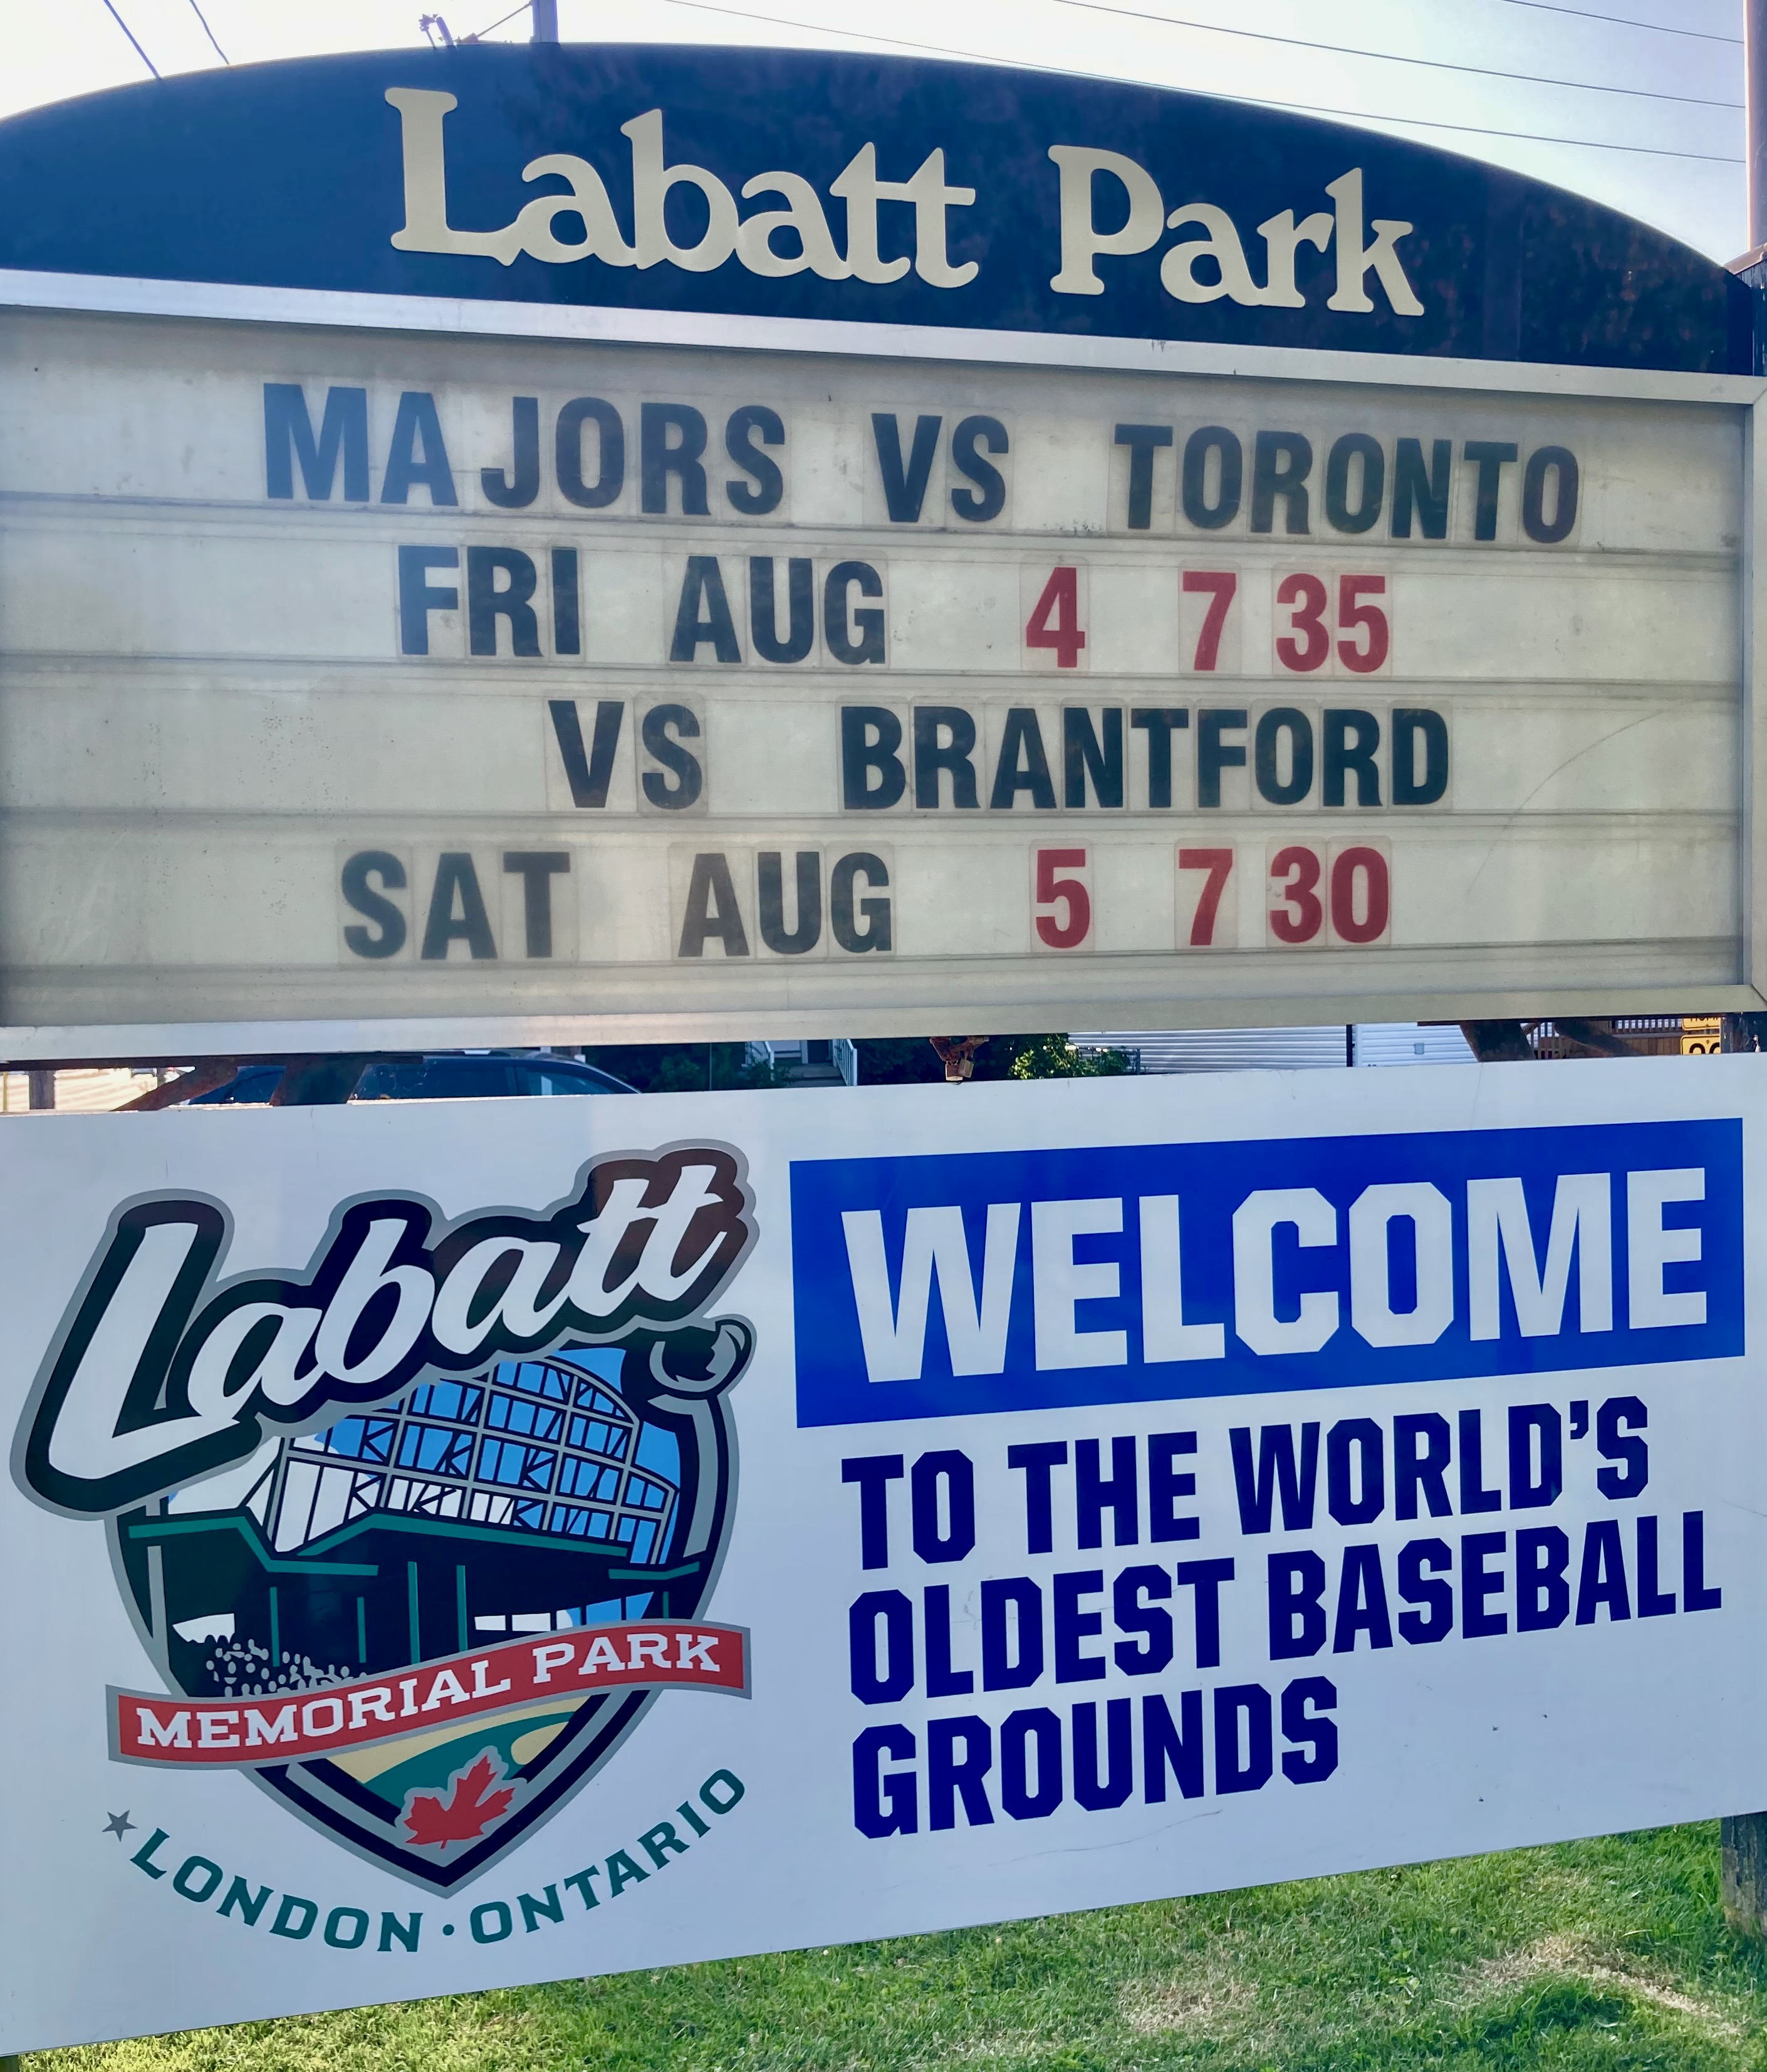 Labatt Park
MAJORS VS TORONTO
FRI AUG 4 7 35
VS BRANTFORD
SAT AUG 5 7 30
Labatt
MEMORIAL PARK
LONDON · ONTARIO
WELCOME
TO THE WORLD'S
OLDEST BASEBALL
GROUNDS